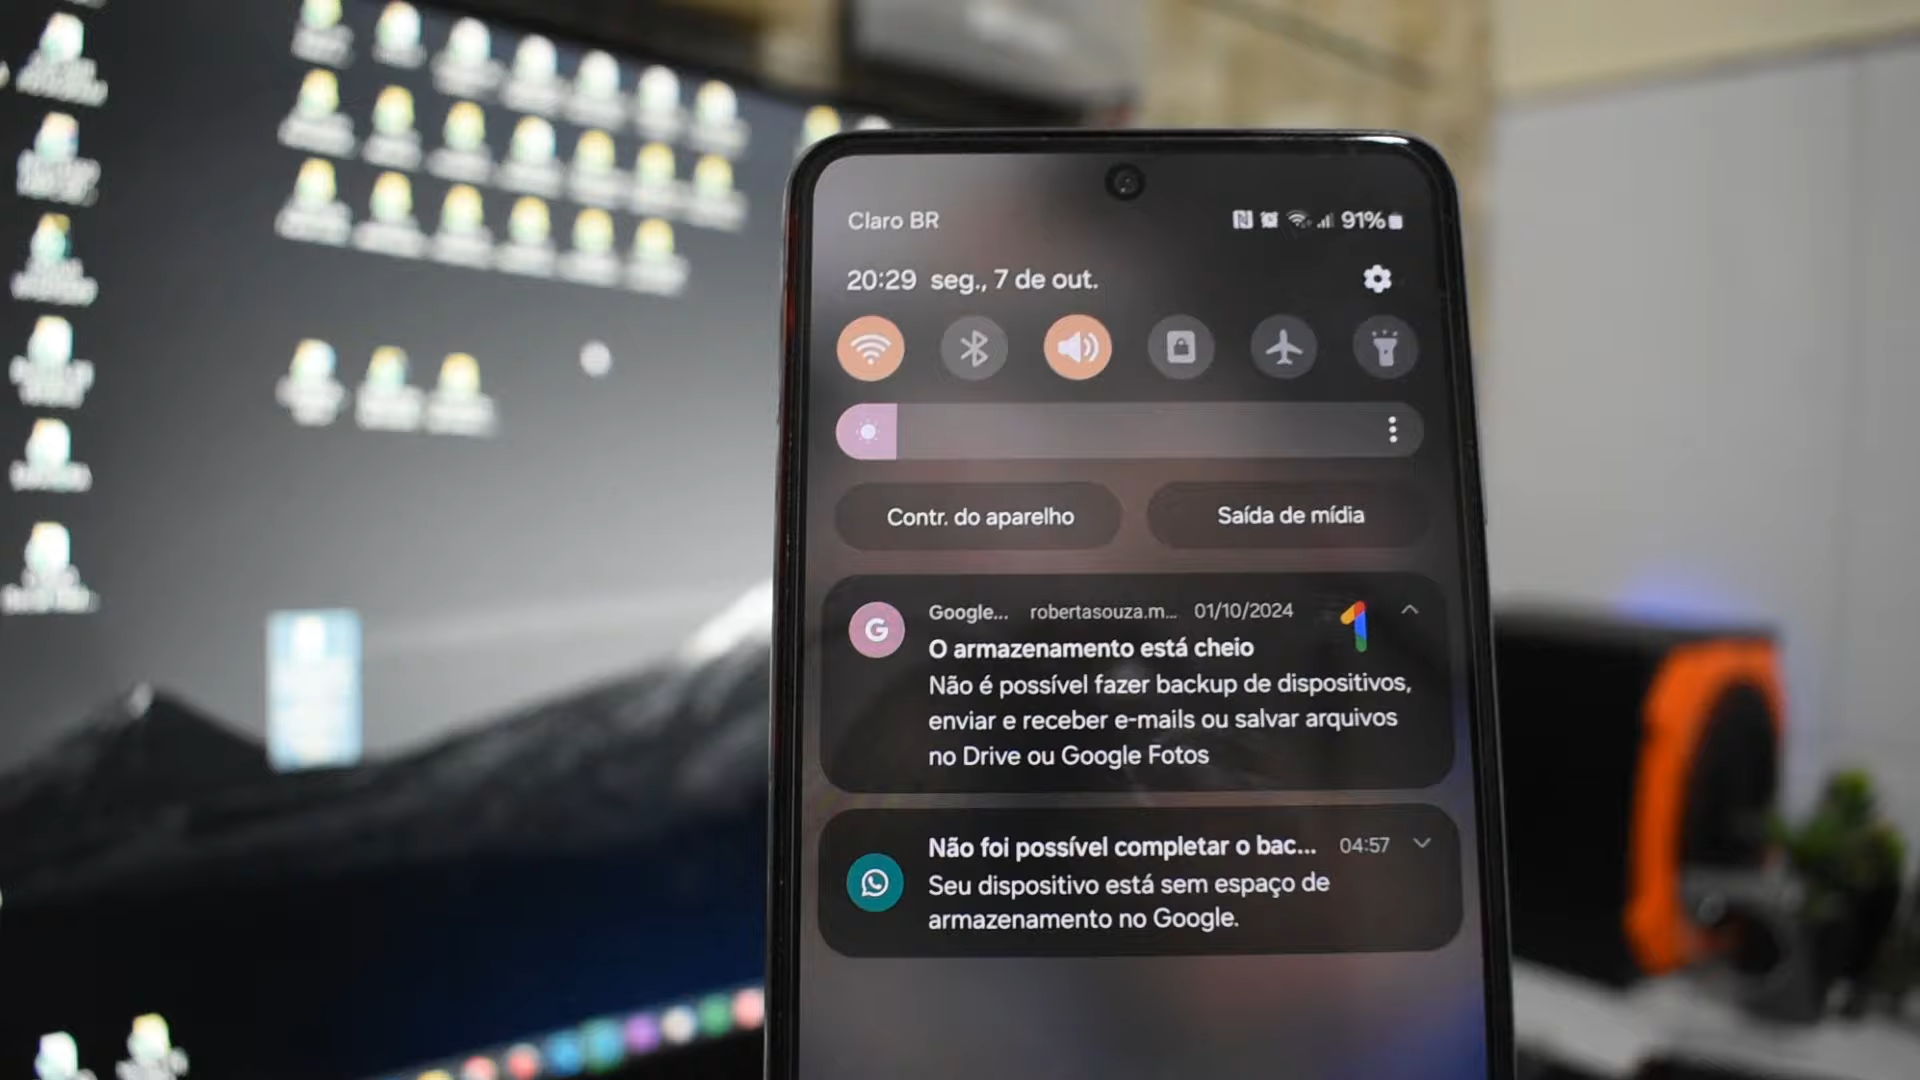 Claro BR
91%
20:29 seg., 7 de out.
Contr. do aparelho
Saída de mídia
G
Google... robertasouza.m... 01/10/2024
O armazenamento está cheio
Não é possível fazer backup de dispositivos,
enviar e receber e-mails ou salvar arquivos
no Drive ou Google Fotos
Não foi possível completar o bac... 04:57
Seu dispositivo está sem espaço de
armazenamento no Google.